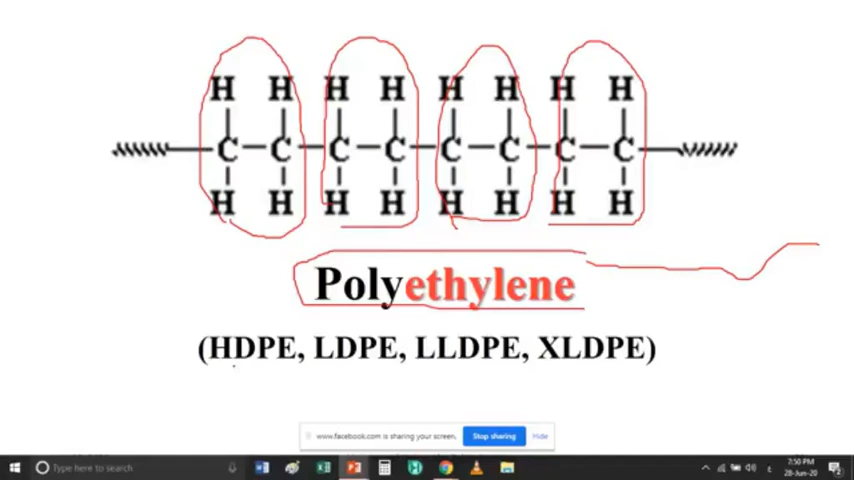 H H H H H H H H
C C C C C C C C
H H H H H H H H
Polyethylene
(HDPE, LDPE, LLDPE, XLDPE)
www.facebook.com is sharing your screen. Stop sharing Hide
Type here to search
7:50 PM
28-Jun-20